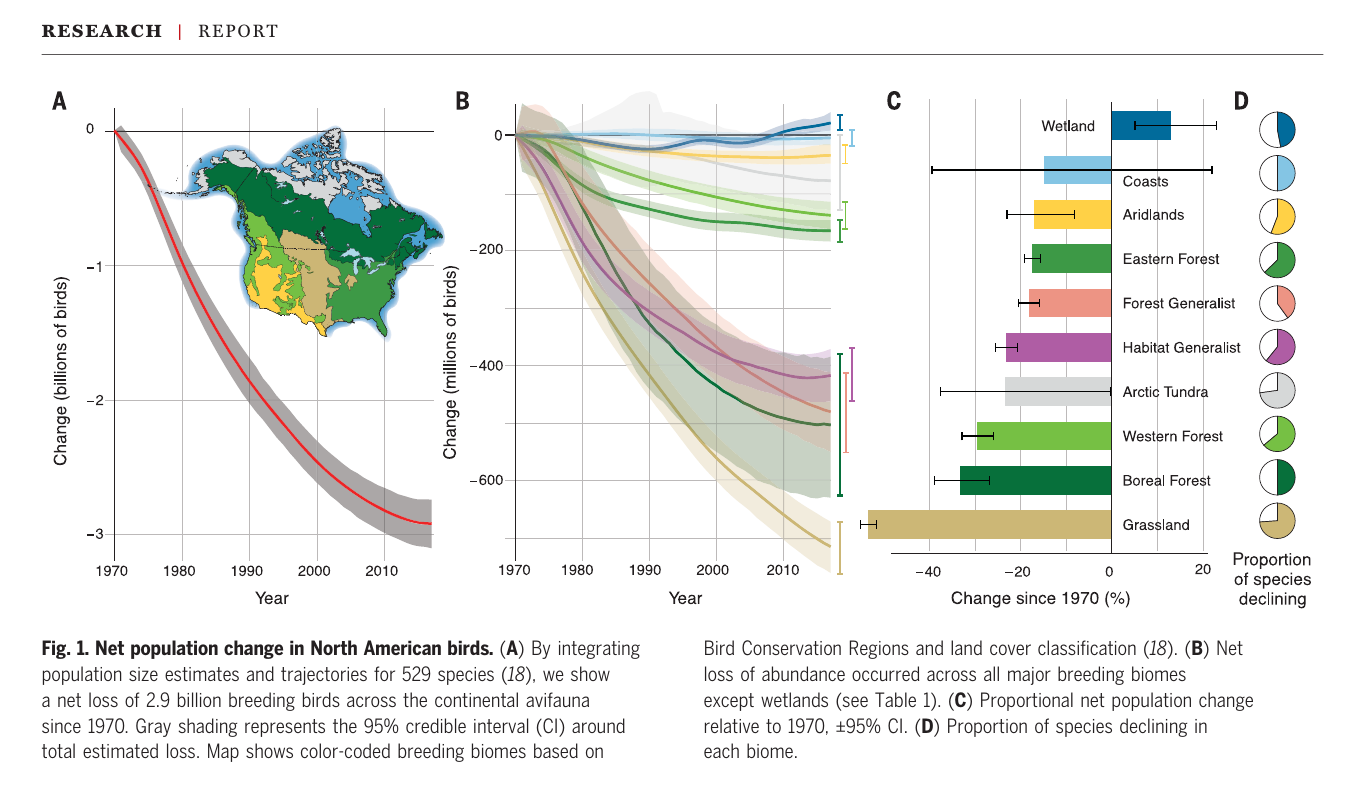 RESEARCH | REPORT
A
0
−1
−2
−3
Change (billions of birds)
1970 1980 1990 2000 2010
Year
B
0
−200
−400
−600
Change (millions of birds)
1970 1980 1990 2000 2010
Year
C
Wetland
Coasts
Aridlands
Eastern Forest
Forest Generalist
Habitat Generalist
Arctic Tundra
Western Forest
Boreal Forest
Grassland
−40 −20 0 20
Change since 1970 (%)
D
Proportion
of species
declining
Fig. 1. Net population change in North American birds. (A) By integrating
population size estimates and trajectories for 529 species (18), we show
a net loss of 2.9 billion breeding birds across the continental avifauna
since 1970. Gray shading represents the 95% credible interval (CI) around
total estimated loss. Map shows color-coded breeding biomes based on
Bird Conservation Regions and land cover classification (18). (B) Net
loss of abundance occurred across all major breeding biomes
except wetlands (see Table 1). (C) Proportional net population change
relative to 1970, ±95% CI. (D) Proportion of species declining in
each biome.